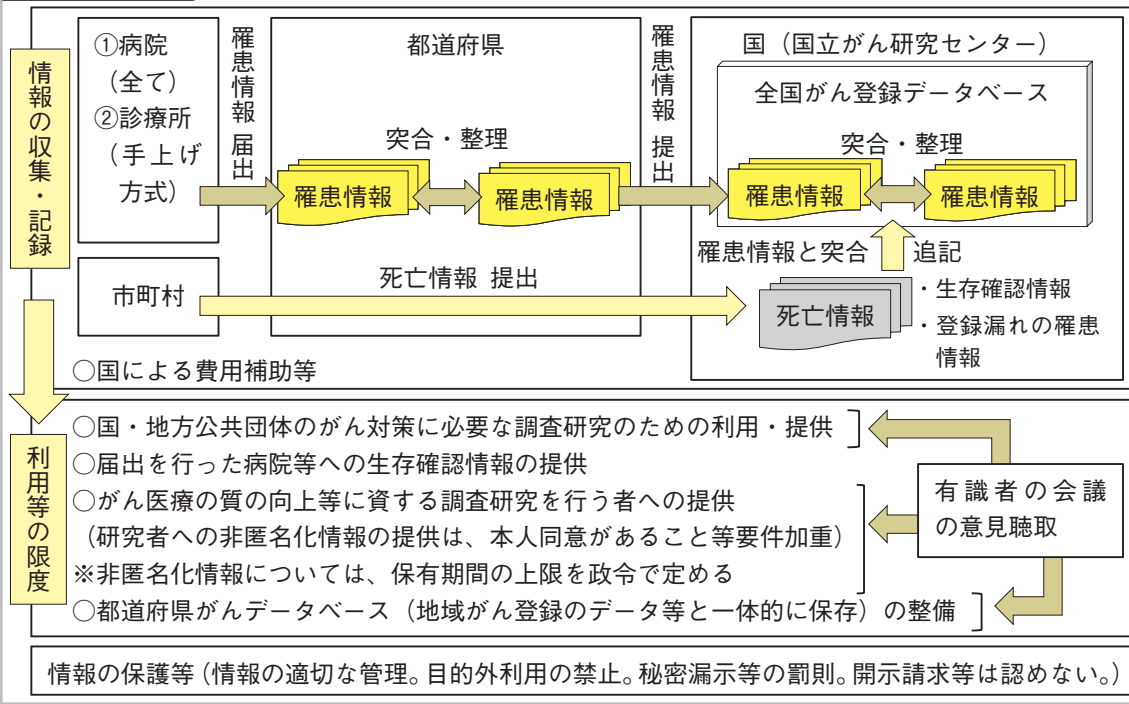 情報の収集・記録
①病院
(全て)
②診療所
(手上げ
方式)
罹患情報 届出
都道府県
突合・整理
罹患情報
罹患情報
罹患情報 提出
国（国立がん研究センター）
全国がん登録データベース
突合・整理
罹患情報
罹患情報
罹患情報と突合
追記
市町村
死亡情報 提出
死亡情報
・生存確認情報
・登録漏れの罹患
情報
○国による費用補助等
利用等の限度
○国・地方公共団体のがん対策に必要な調査研究のための利用・提供
○届出を行った病院等への生存確認情報の提供
○がん医療の質の向上等に資する調査研究を行う者への提供
（研究者への非匿名化情報の提供は、本人同意があること等要件加重）
※非匿名化情報については、保有期間の上限を政令で定める
○都道府県がんデータベース（地域がん登録のデータ等と一体的に保存）の整備
有識者の会議
の意見聴取
情報の保護等（情報の適切な管理。目的外利用の禁止。秘密漏示等の罰則。開示請求等は認めない。）